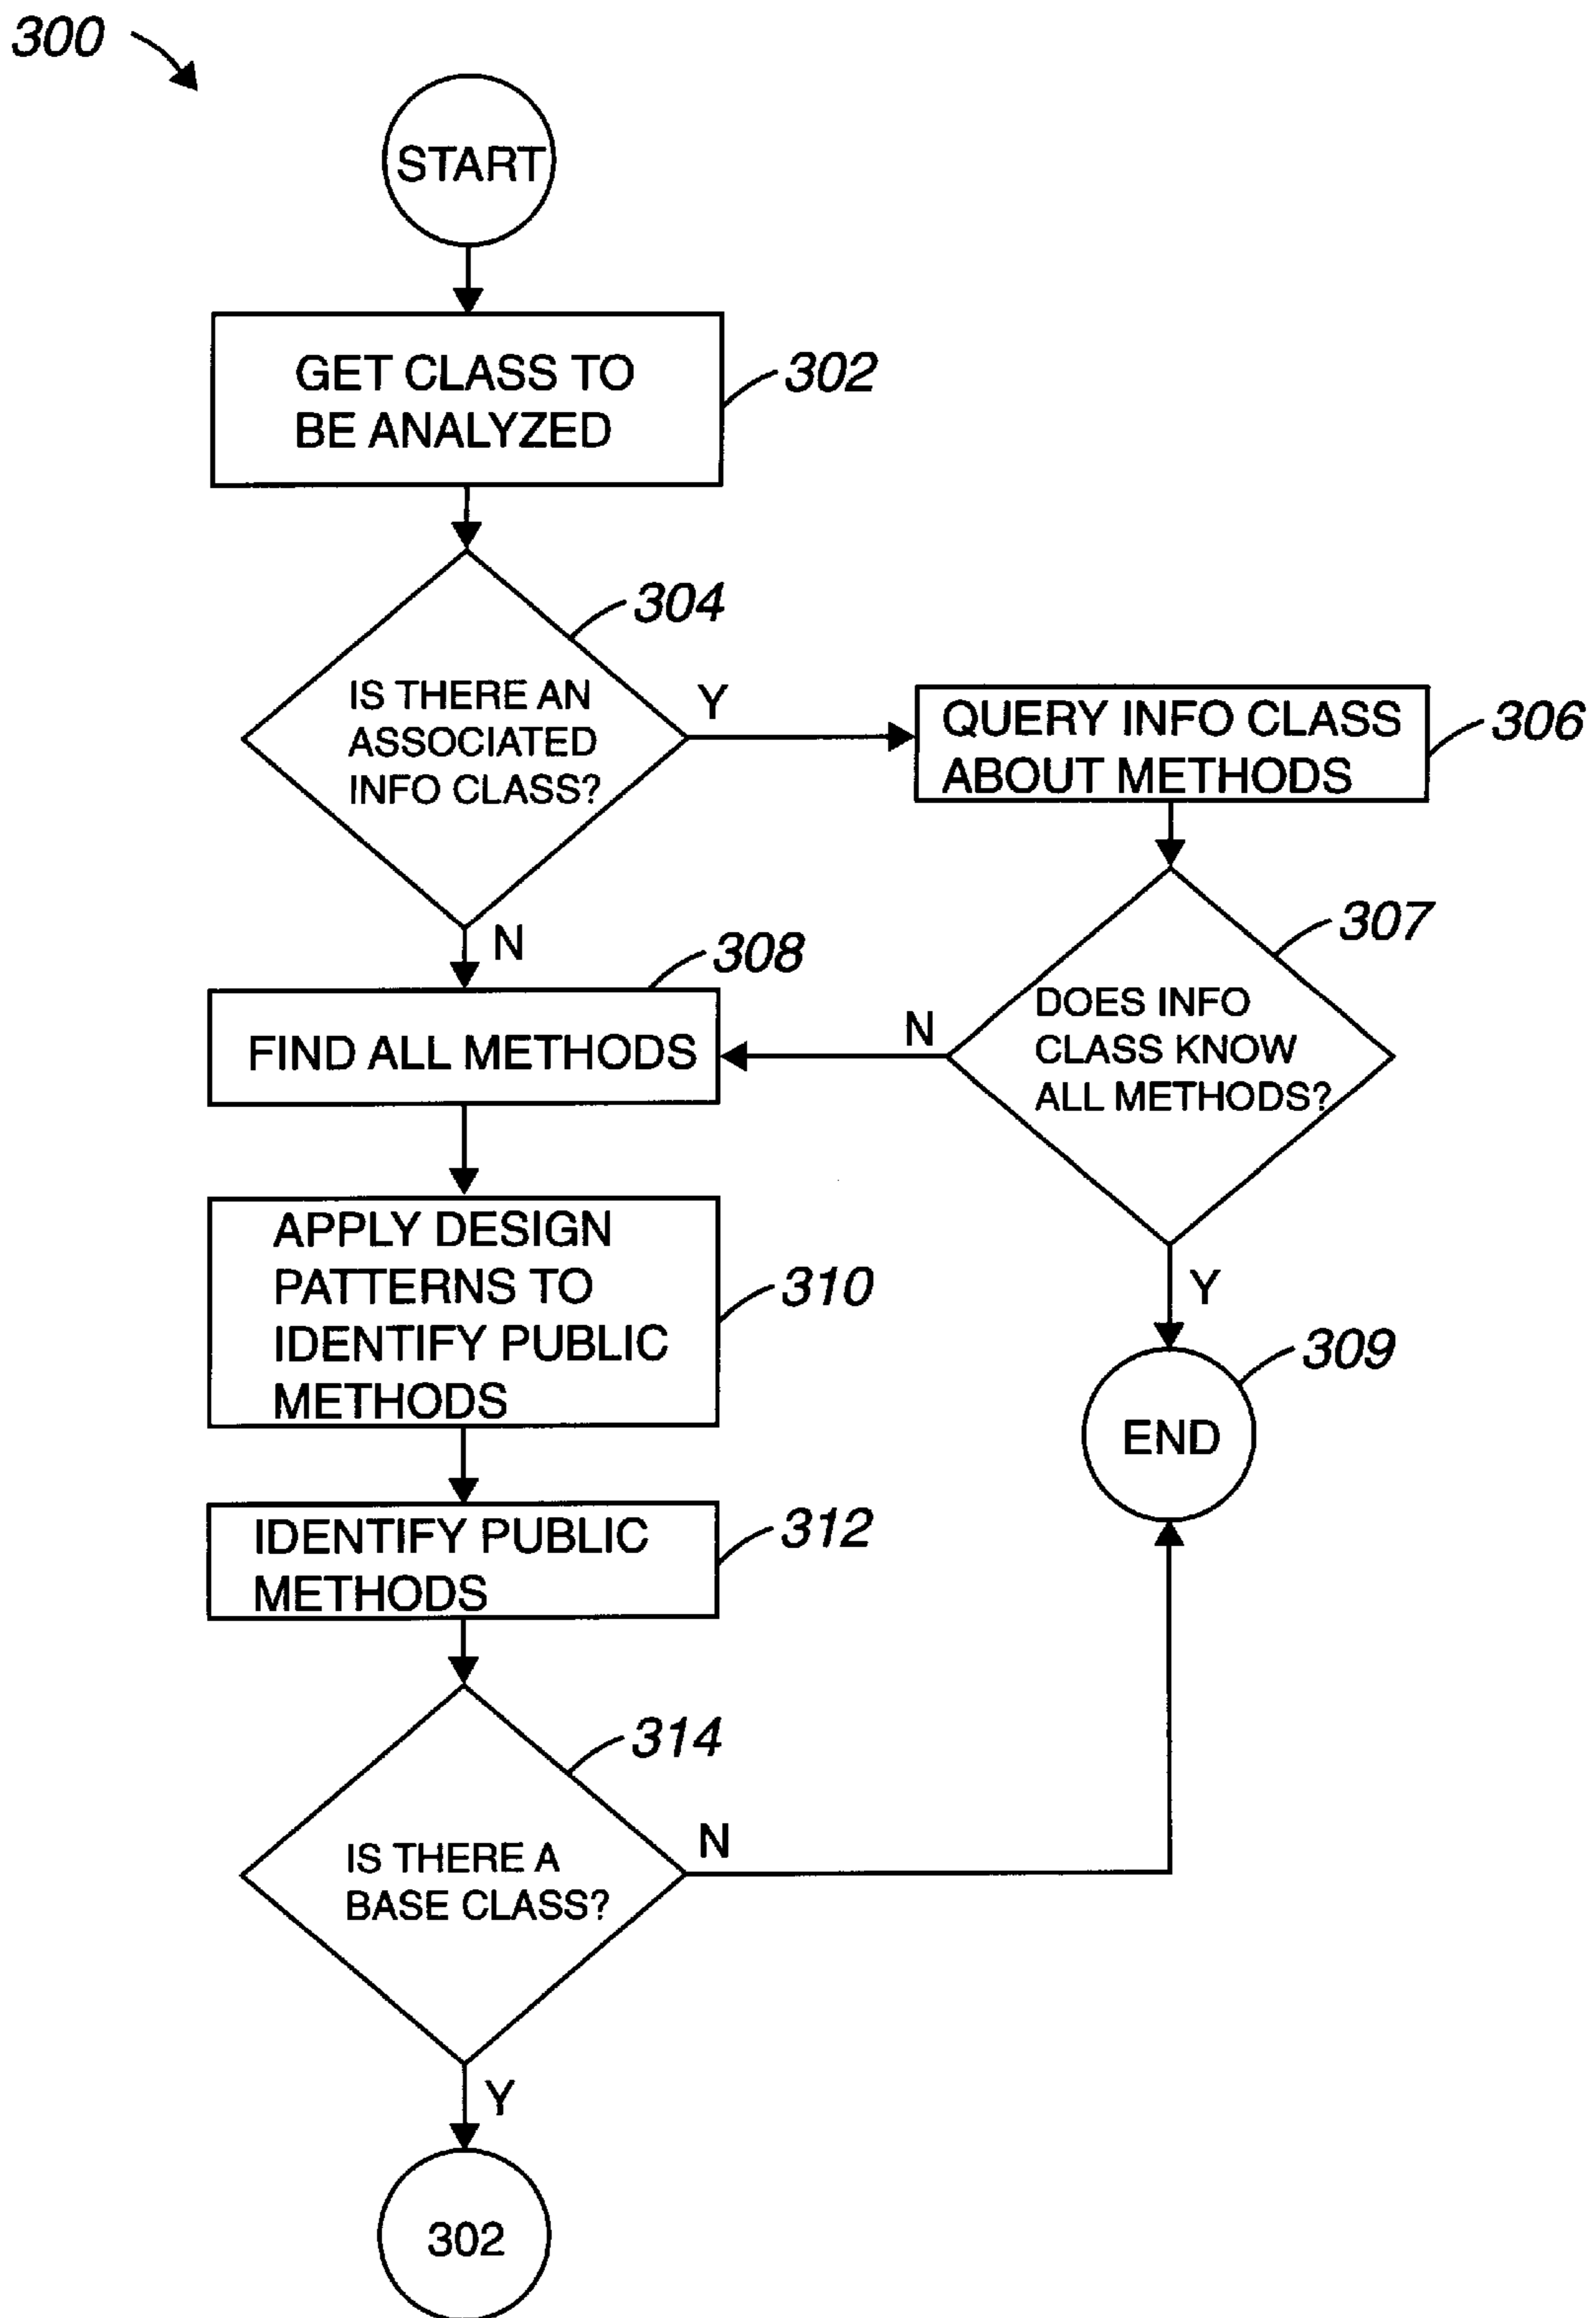 300
START
GET CLASS TO
BE ANALYZED
302
304
IS THERE AN
ASSOCIATED
INFO CLASS?
Y
QUERY INFO CLASS
ABOUT METHODS
306
N
308
307
FIND ALL METHODS
N
DOES INFO
CLASS KNOW
ALL METHODS?
APPLY DESIGN
PATTERNS TO
IDENTIFY PUBLIC
METHODS
310
Y
309
END
IDENTIFY PUBLIC
METHODS
312
314
IS THERE A
BASE CLASS?
N
Y
302